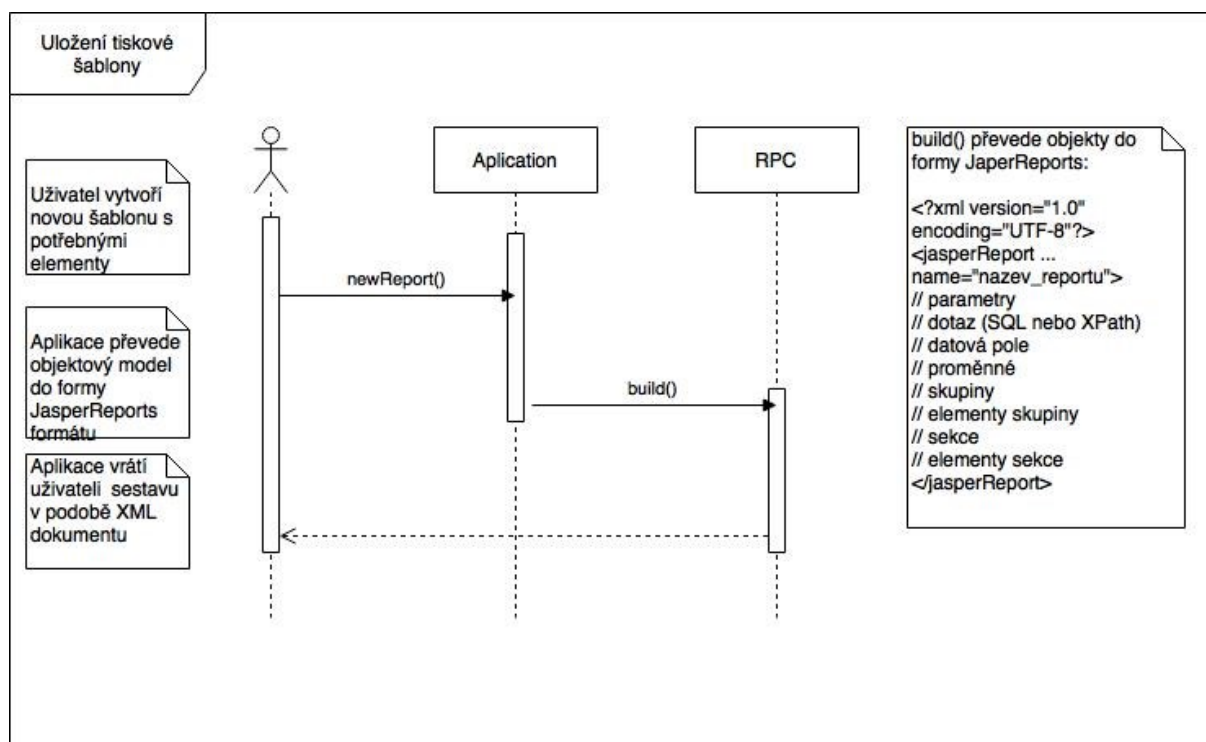 Uložení tiskové
šablony
Uživatel vytvoří
novou šablonu s
potřebnými
elementy
Aplikace převede
objektový model
do formy
JasperReports
formátu
Aplikace vrátí
uživateli sestavu
v podobě XML
dokumentu
Aplication
RPC
newReport()
build()
build() převede objekty do
formy JaperReports:
<?xml version="1.0"
encoding="UTF-8"?>
<jasperReport ...
name="nazev_reportu">
// parametry
// dotaz (SQL nebo XPath)
// datová pole
// proměnné
// skupiny
// elementy skupiny
// sekce
// elementy sekce
</jasperReport>